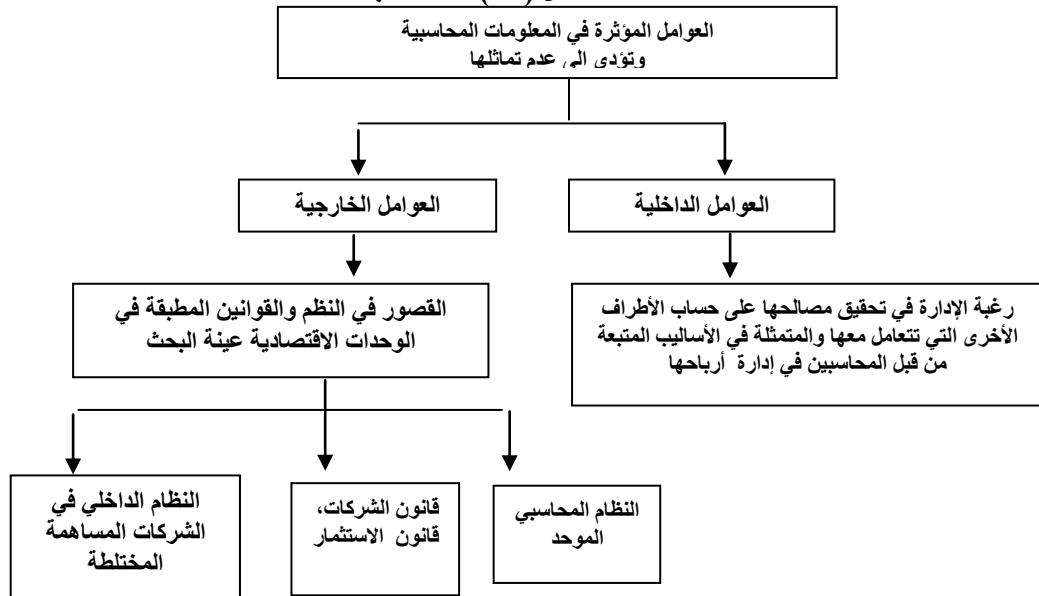 العوامل المؤثرة في المعلومات المحاسبية
وتؤدي الى عدم تماثلها
العوامل الداخلية
العوامل الخارجية
رغبة الإدارة في تحقيق مصالحها على حساب الأطراف
الأخرى التي تتعامل معها والمتمثلة في الأساليب المتبعة
من قبل المحاسبين في إدارة أرباحها
القصور في النظم والقوانين المطبقة في
الوحدات الاقتصادية عينة البحث
النظام المحاسبي
الموحد
قانون الشركات،
قانون الاستثمار
النظام الداخلي في
الشركات المساهمة
المختلطة